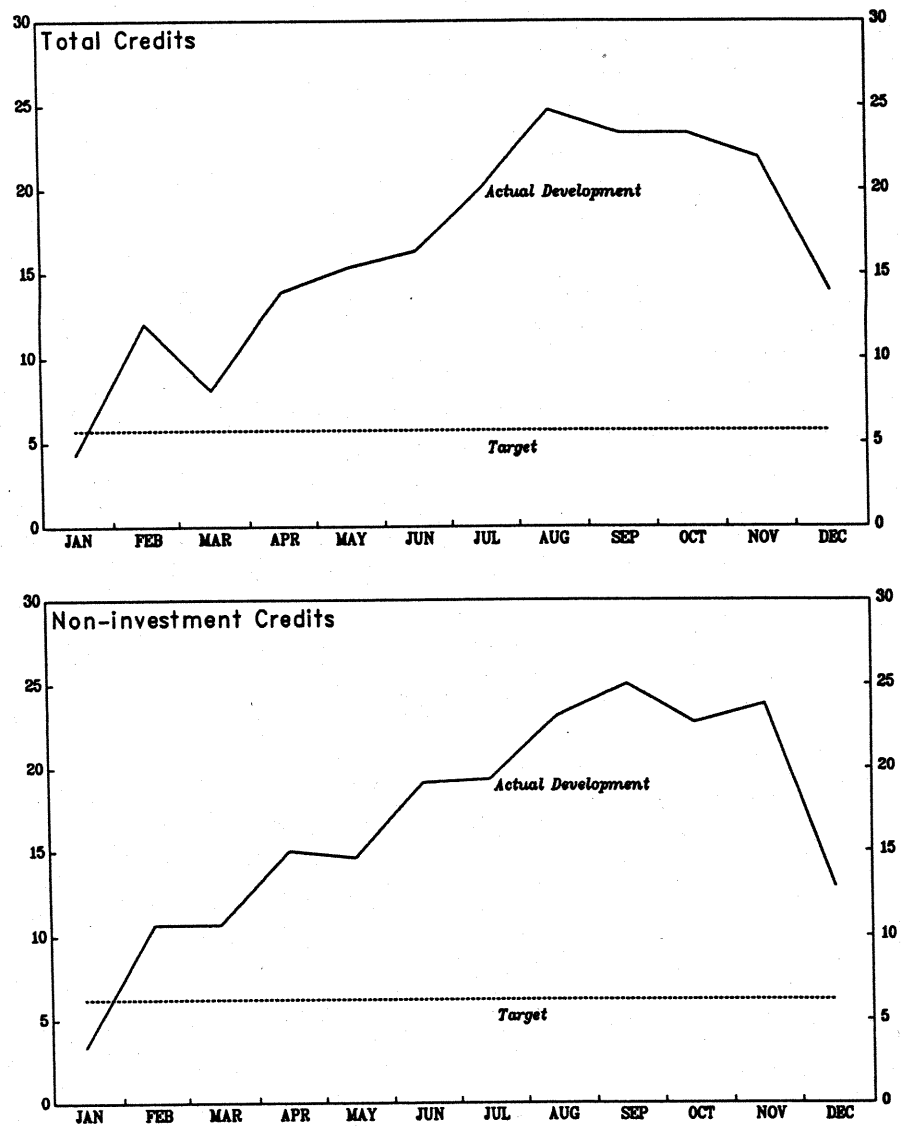 30 30
Total Credits
25 25
20 20
Actual Development
15 15
10 10
5 5
Target
0 0
JAN FEB MAR APR MAY JUN JUL AUG SEP OCT NOV DEC
30 30
Non-investment Credits
25 25
20 20
Actual Development
15 15
10 10
5 5
Target
0 0
JAN FEB MAR APR MAY JUN JUL AUG SEP OCT NOV DEC